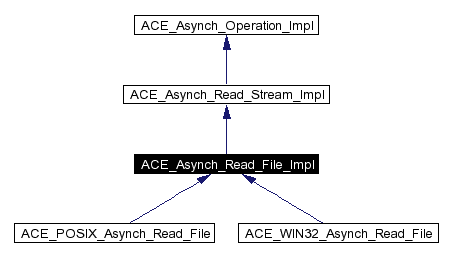 ACE_Asynch_Operation_Impl
ACE_Asynch_Read_Stream_Impl
ACE_Asynch_Read_File_Impl
ACE_POSIX_Asynch_Read_File
ACE_WIN32_Asynch_Read_File